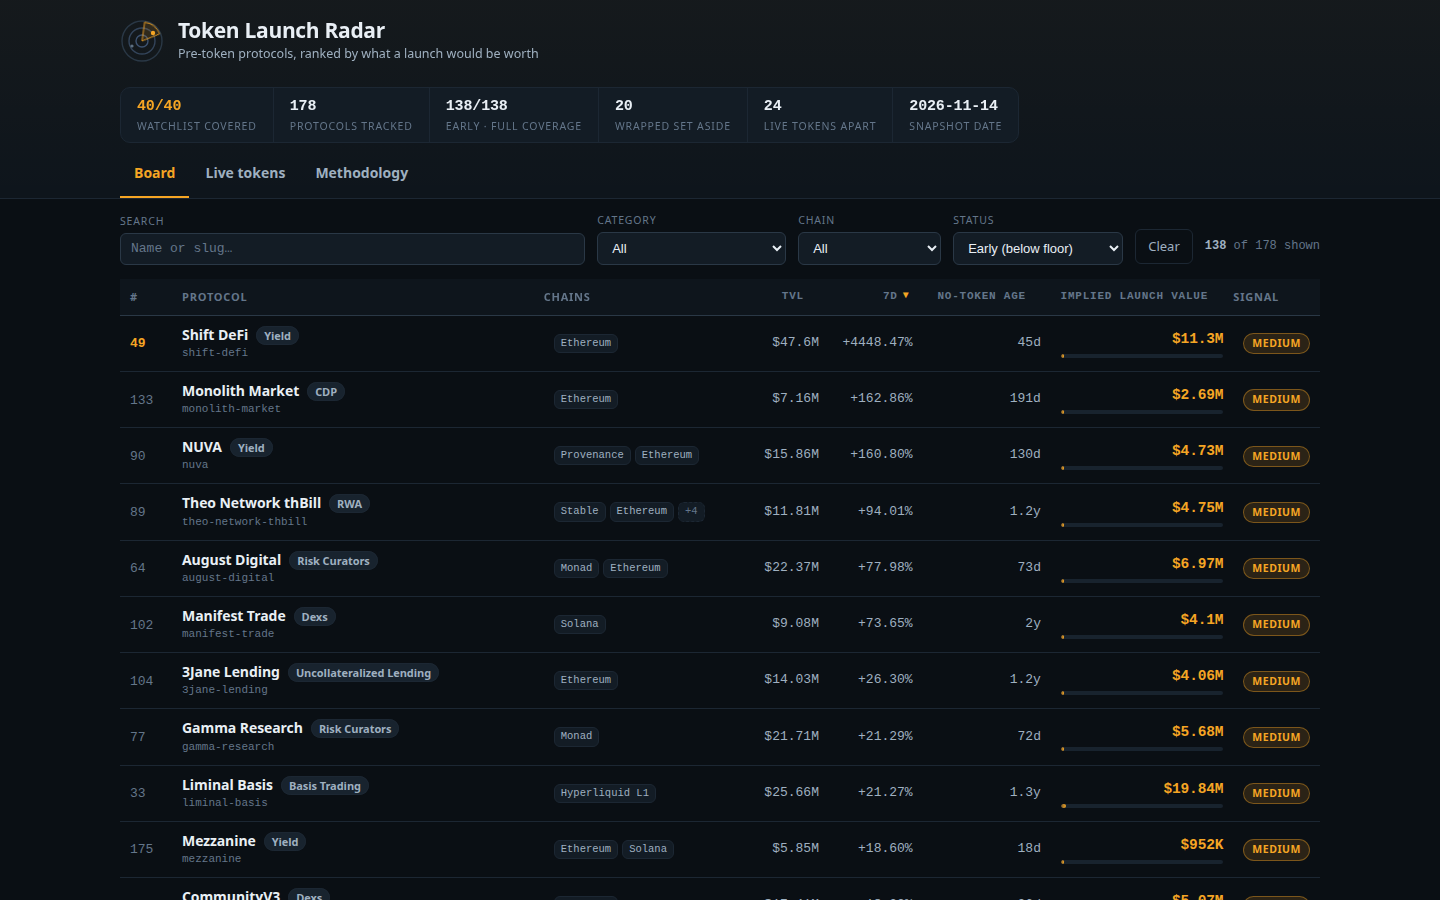 Token Launch Radar
Pre-token protocols, ranked by what a launch would be worth
40/40 178 138/138 20 24 2026-11-14
WATCHLIST COVERED PROTOCOLS TRACKED EARLY · FULL COVERAGE WRAPPED SET ASIDE LIVE TOKENS APART SNAPSHOT DATE
Board Live tokens Methodology
SEARCH CATEGORY CHAIN STATUS
Name or slug… All All Early (below floor) Clear 138 of 178 shown
# PROTOCOL CHAINS TVL 7D ▼ NO-TOKEN AGE IMPLIED LAUNCH VALUE SIGNAL
49 Shift DeFi Yield Ethereum $47.6M +4448.47% 45d $11.3M MEDIUM
shift-defi
133 Monolith Market CDP Ethereum $7.16M +162.86% 191d $2.69M MEDIUM
monolith-market
90 NUVA Yield Provenance Ethereum $15.86M +160.80% 130d $4.73M MEDIUM
nuva
89 Theo Network thBill RWA Stable Ethereum +4 $11.81M +94.01% 1.2y $4.75M MEDIUM
theo-network-thbill
64 August Digital Risk Curators Monad Ethereum $22.37M +77.98% 73d $6.97M MEDIUM
august-digital
102 Manifest Trade Dexs Solana $9.08M +73.65% 2y $4.1M MEDIUM
manifest-trade
104 3Jane Lending Uncollateralized Lending Ethereum $14.03M +26.30% 1.2y $4.06M MEDIUM
3jane-lending
77 Gamma Research Risk Curators Monad $21.71M +21.29% 72d $5.68M MEDIUM
gamma-research
33 Liminal Basis Basis Trading Hyperliquid L1 $25.66M +21.27% 1.3y $19.84M MEDIUM
liminal-basis
175 Mezzanine Yield Ethereum Solana $5.85M +18.60% 18d $952K MEDIUM
mezzanine
CommunityV3 Dexs